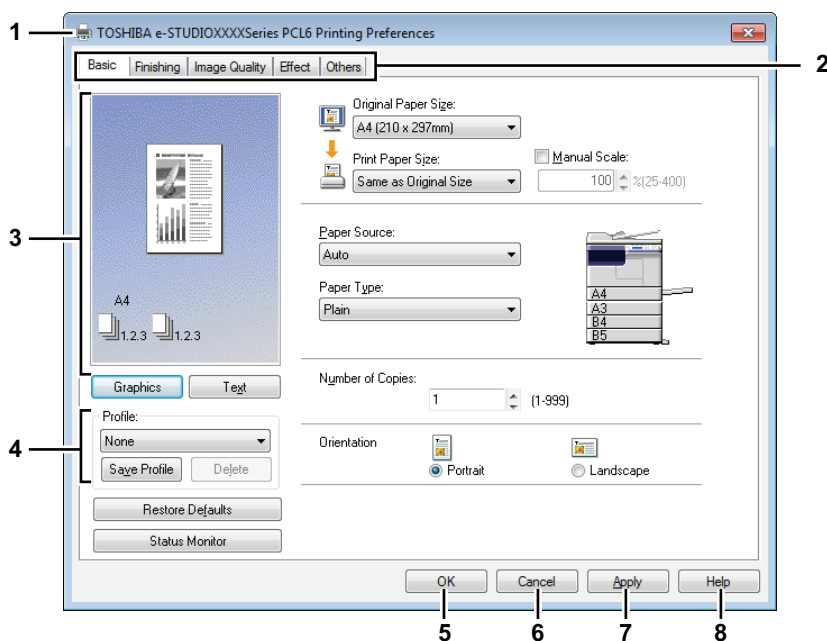 1
TOSHIBA e-STUDIOXXXXSeries PCL6 Printing Preferences
Basic Finishing Image Quality Effect Others
2
3
A4
1.2.3 1.2.3
Graphics Text
4
Profile:
None
Save Profile Delete
Restore Defaults
Status Monitor
Original Paper Size:
A4 (210 x 297mm)
Print Paper Size:
Same as Original Size
Manual Scale:
100 %(25-400)
Paper Source:
Auto
Paper Type:
Plain
A4
A3
B4
B5
Number of Copies:
1 (1-999)
Orientation
Portrait Landscape
OK Cancel Apply Help
5 6 7 8